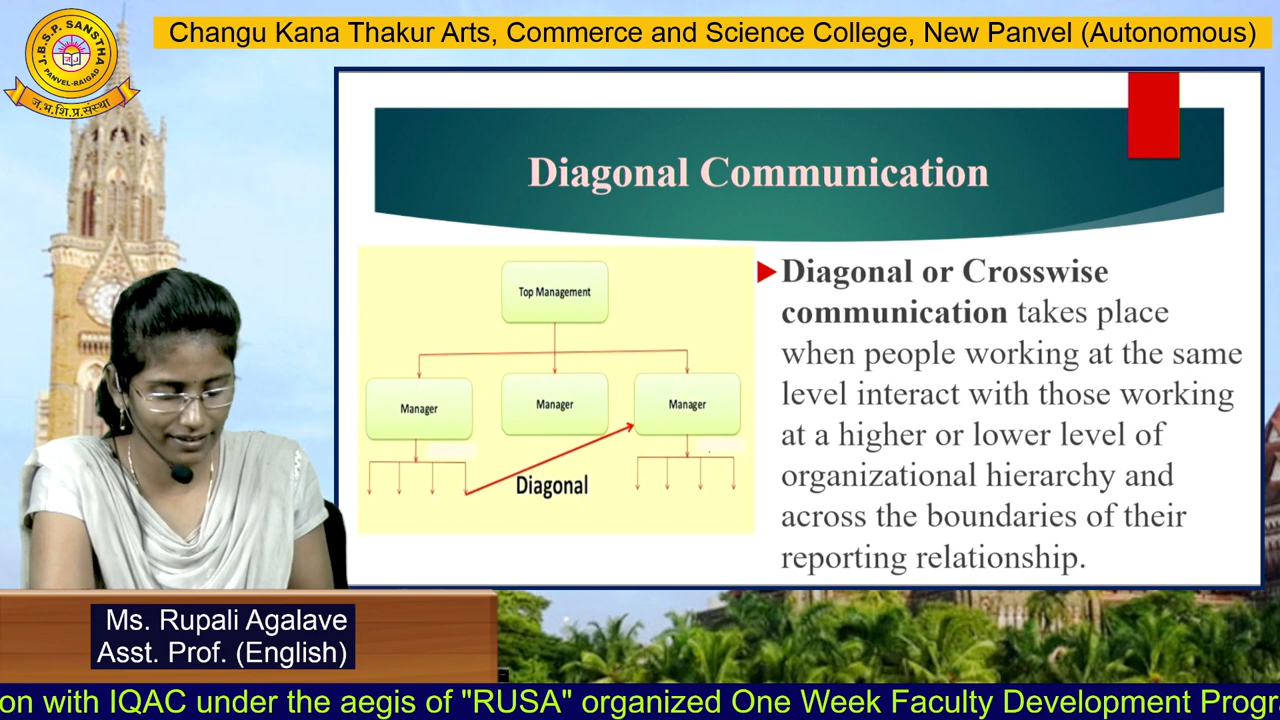 J.B.S.P. SANSTHA
PANVEL-RAIGAD
ज.भ.शि.प्र.संस्था
Changu Kana Thakur Arts, Commerce and Science College, New Panvel (Autonomous)
Diagonal Communication
Top Management
Manager
Manager
Manager
Diagonal
Diagonal or Crosswise
communication takes place
when people working at the same
level interact with those working
at a higher or lower level of
organizational hierarchy and
across the boundaries of their
reporting relationship.
Ms. Rupali Agalave
Asst. Prof. (English)
on with IQAC under the aegis of "RUSA" organized One Week Faculty Development Progr